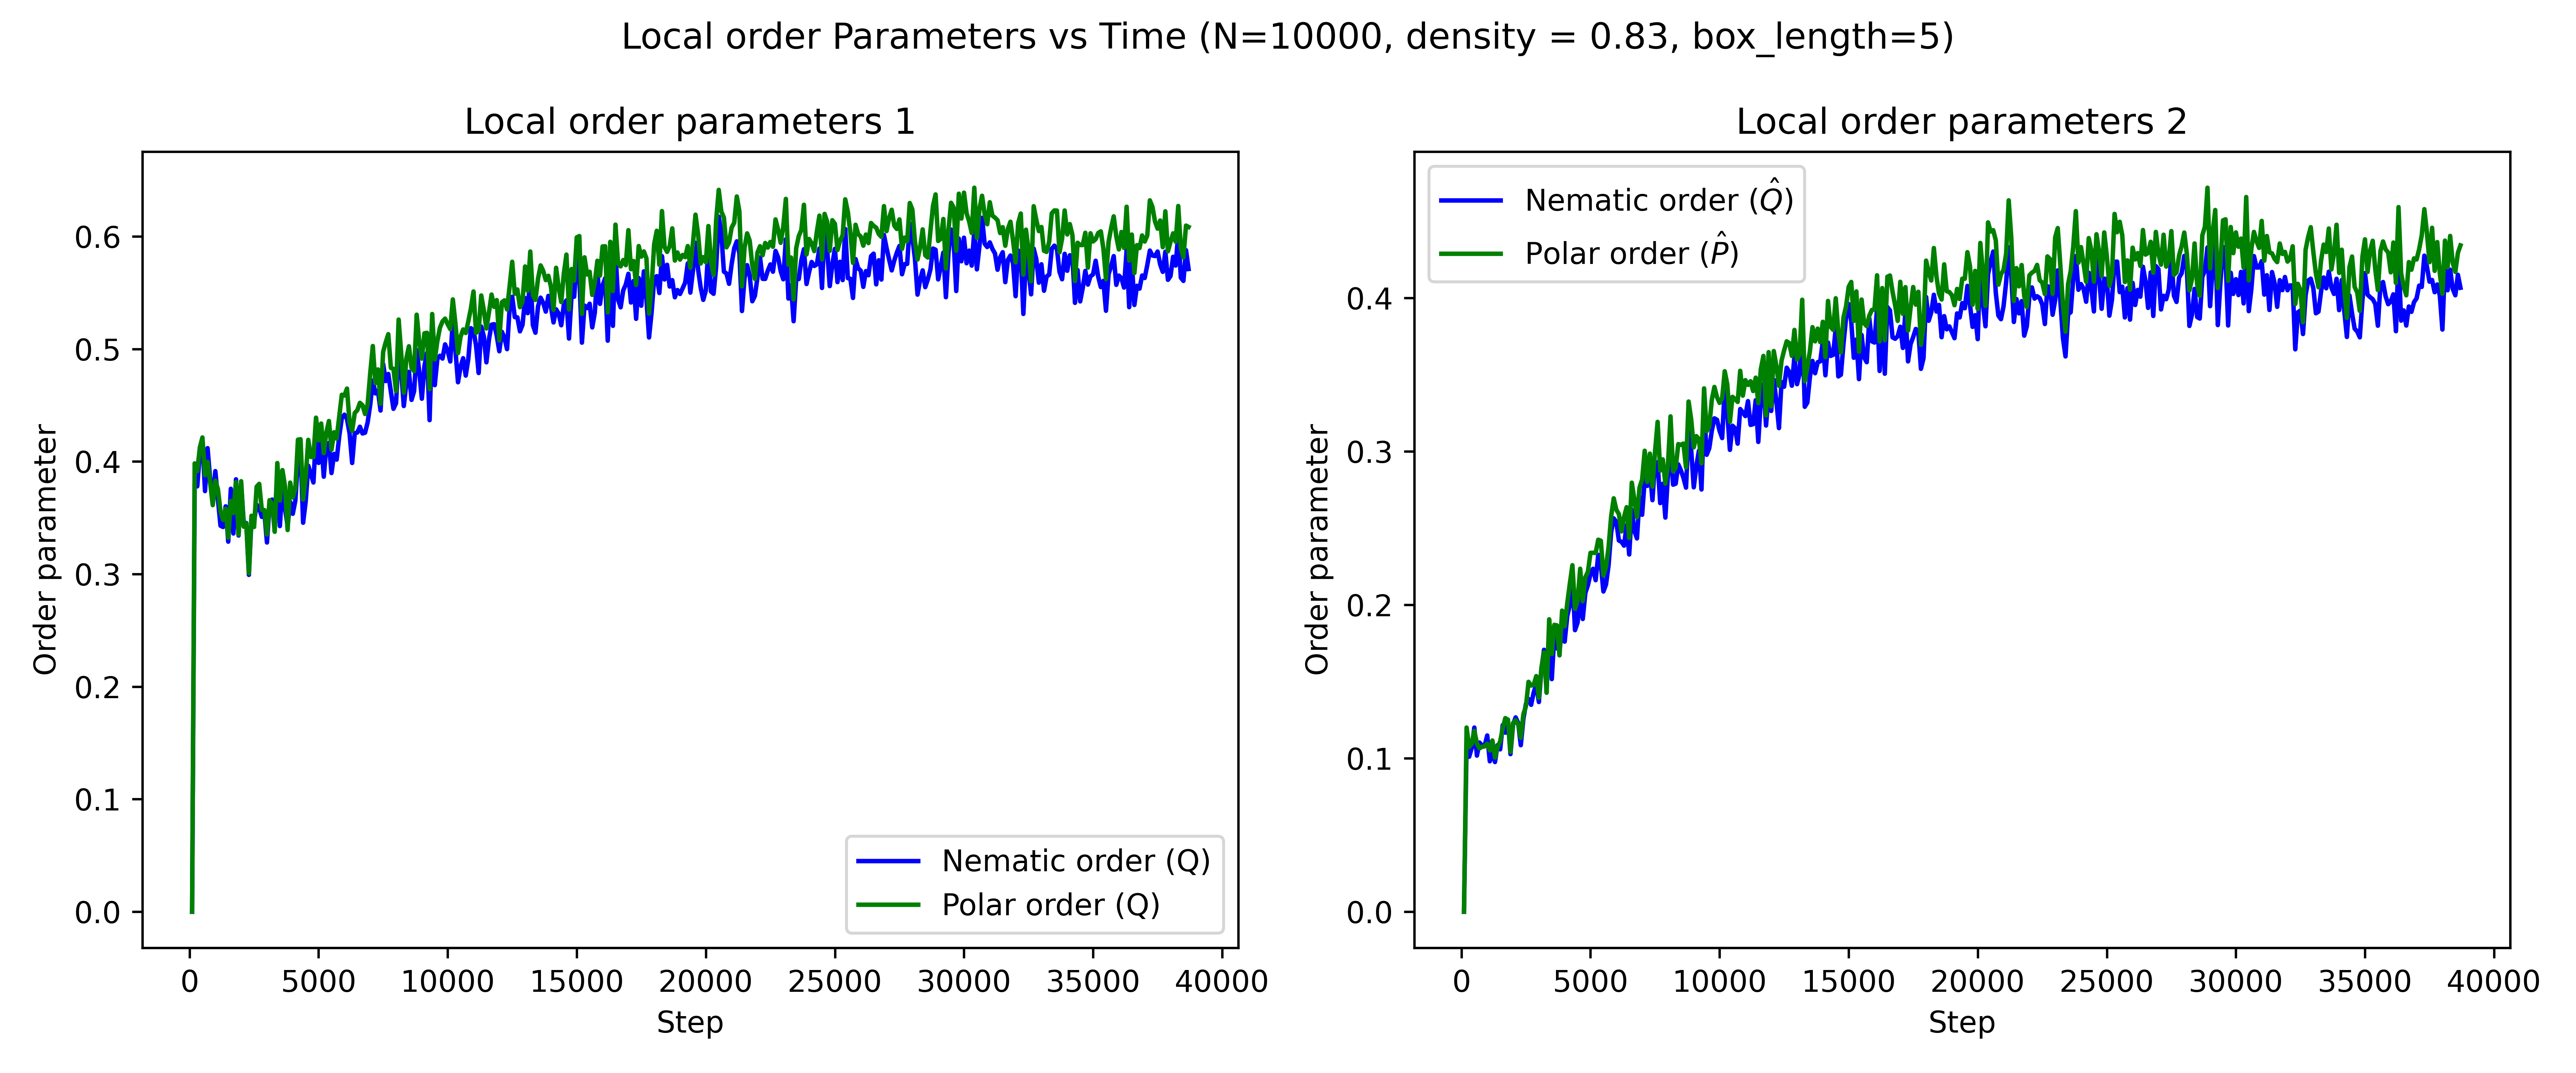 Local order Parameters vs Time (N=10000, density = 0.83, box_length=5)
Local order parameters 1
Order parameter
0.6
0.5
0.4
0.3
0.2
0.1
0.0
Nematic order (Q)
Polar order (Q)
0 5000 10000 15000 20000 25000 30000 35000 40000
Step
Local order parameters 2
Order parameter
Nematic order (Q̂)
Polar order (P̂)
0.4
0.3
0.2
0.1
0.0
0 5000 10000 15000 20000 25000 30000 35000 40000
Step